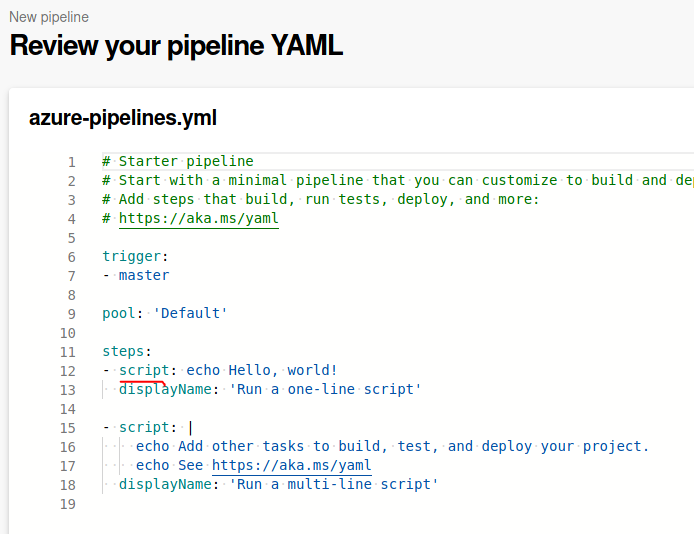 New pipeline
Review your pipeline YAML
azure-pipelines.yml
1 # Starter pipeline
2 # Start with a minimal pipeline that you can customize to build and dep
3 # Add steps that build, run tests, deploy, and more:
4 # https://aka.ms/yaml
5
6 trigger:
7 - master
8
9 pool: 'Default'
10
11 steps:
12 - script: echo Hello, world!
13   displayName: 'Run a one-line script'
14
15 - script: |
16     echo Add other tasks to build, test, and deploy your project.
17     echo See https://aka.ms/yaml
18   displayName: 'Run a multi-line script'
19